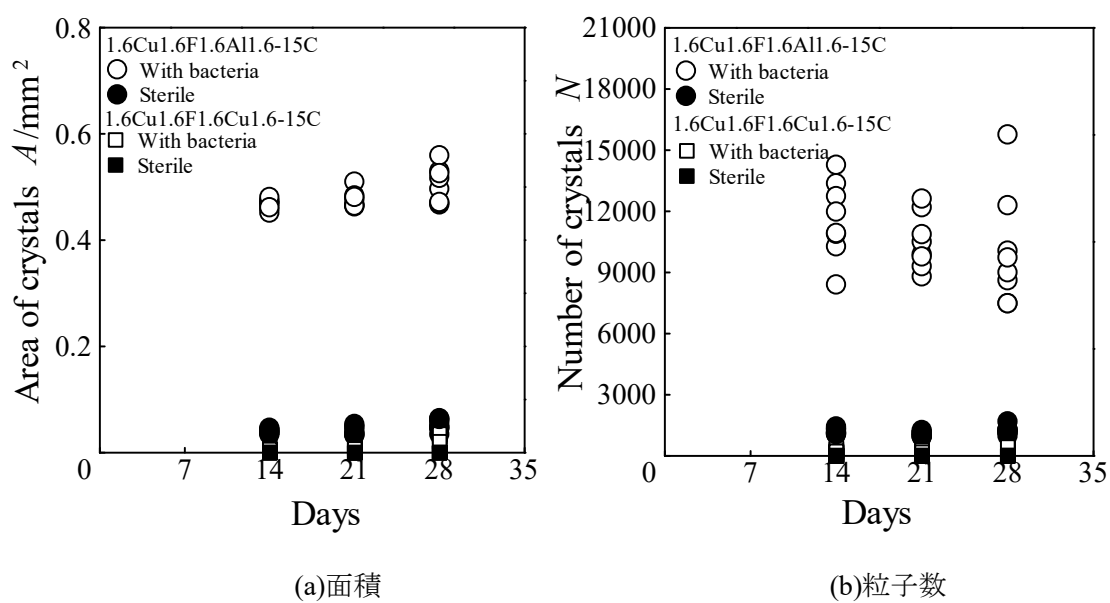 0.8
0.6
0.4
0.2
0
7
14
21
28
35
Area of crystals A/mm2
Days
1.6Cu1.6F1.6Al1.6-15C
With bacteria
Sterile
1.6Cu1.6F1.6Cu1.6-15C
With bacteria
Sterile
(a)面積
21000
18000
15000
12000
9000
6000
3000
0
7
14
21
28
35
Number of crystals N
Days
1.6Cu1.6F1.6Al1.6-15C
With bacteria
Sterile
1.6Cu1.6F1.6Cu1.6-15C
With bacteria
Sterile
(b)粒子数